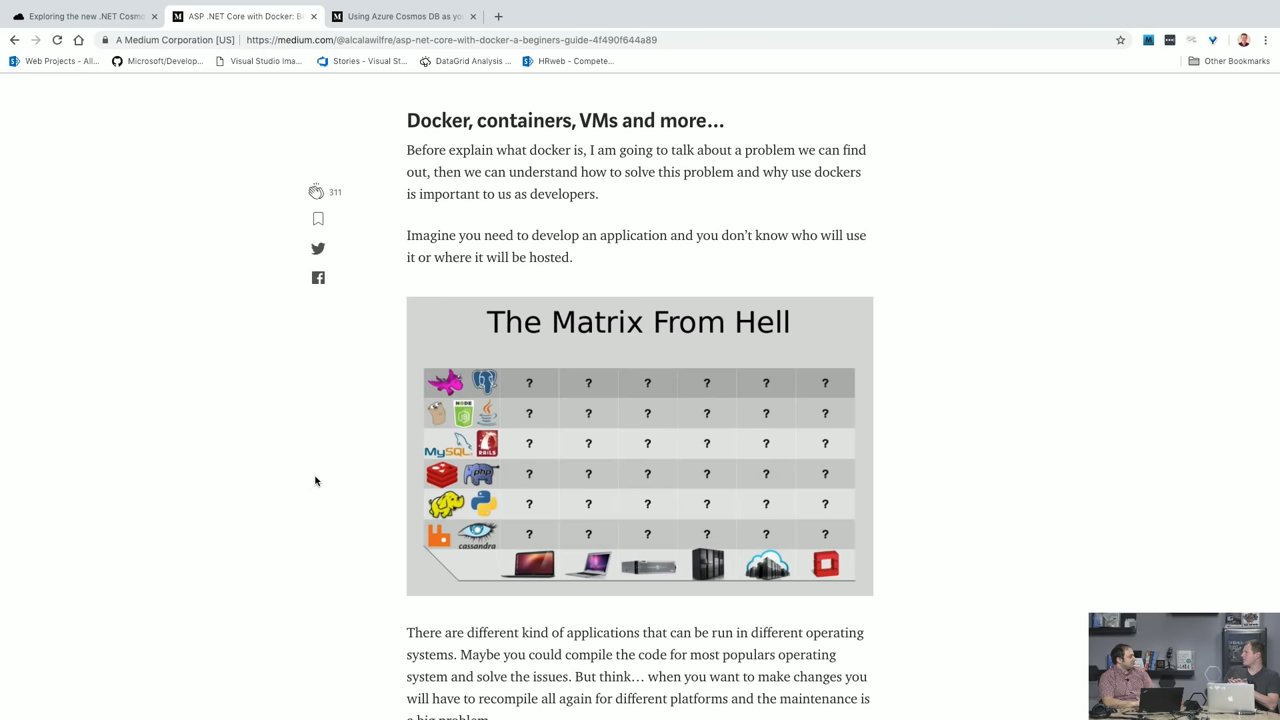 Exploring the new .NET Cosmo
ASP .NET Core with Docker: Be
Using Azure Cosmos DB as yo
A Medium Corporation [US]
https://medium.com/@alcalawilfre/asp-net-core-with-docker-a-beginers-guide-4f490f644a89
Web Projects - All...
Microsoft/Develop...
Visual Studio Ima...
Stories - Visual St...
DataGrid Analysis ...
HRweb - Compete...
Other Bookmarks
Docker, containers, VMs and more...
Before explain what docker is, I am going to talk about a problem we can find
out, then we can understand how to solve this problem and why use dockers
is important to us as developers.
311
Imagine you need to develop an application and you don’t know who will use
it or where it will be hosted.
The Matrix From Hell
? ? ? ? ? ?
NODE
? ? ? ? ? ?
MySQL RAILS
? ? ? ? ? ?
php
? ? ? ? ? ?
? ? ? ? ? ?
cassandra
? ? ? ? ? ?
There are different kind of applications that can be run in different operating
systems. Maybe you could compile the code for most populars operating
system and solve the issues. But think... when you want to make changes you
will have to recompile all again for different platforms and the maintenance is
a big problem.